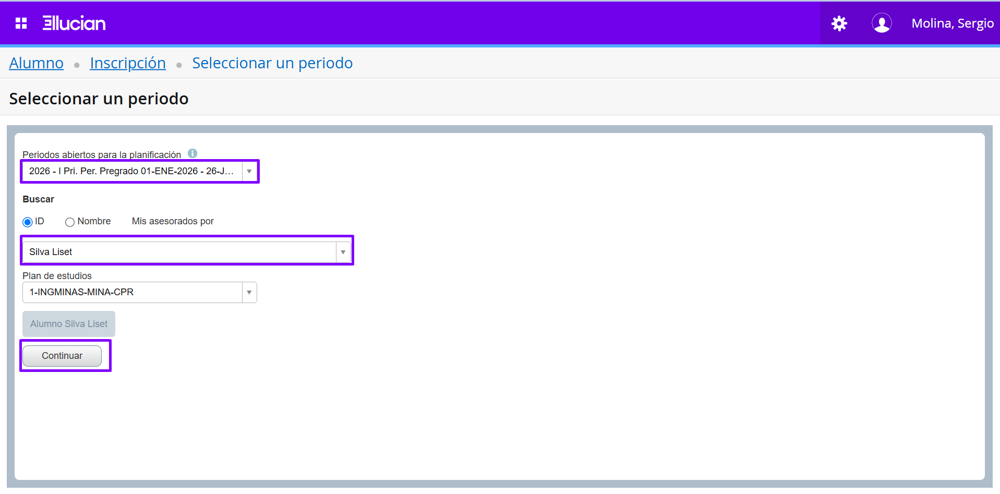 Ellucian
Molina, Sergio
Alumno • Inscripción • Seleccionar un periodo
Seleccionar un periodo
Periodos abiertos para la planificación
2026 - I Pri. Per. Pregrado 01-ENE-2026 - 26-J...
Buscar
ID Nombre Mis asesorados por
Silva Liset
Plan de estudios
1-INGMINAS-MINA-CPR
Alumno Silva Liset
Continuar